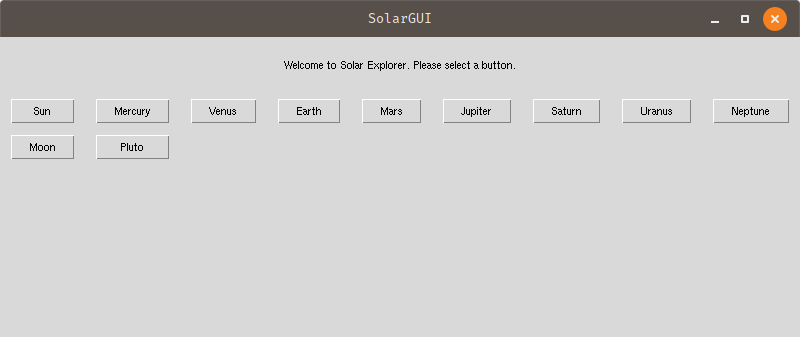 SolarGUI
Welcome to Solar Explorer. Please select a button.
Sun Mercury Venus Earth Mars Jupiter Saturn Uranus Neptune
Moon Pluto